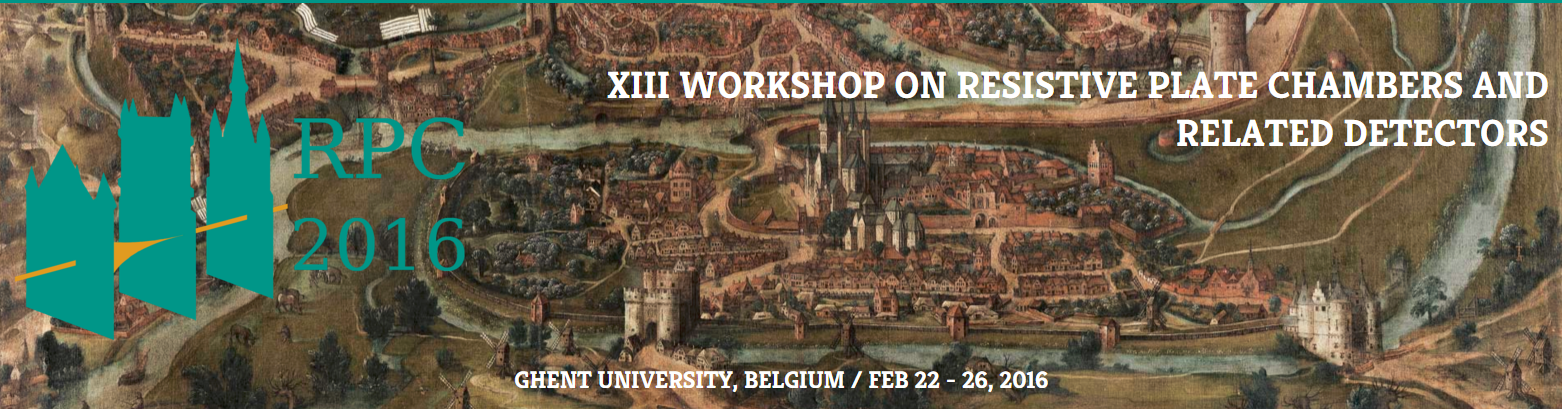 XIII WORKSHOP ON RESISTIVE PLATE CHAMBERS AND
RELATED DETECTORS
RPC
2016
GHENT UNIVERSITY, BELGIUM / FEB 22 - 26, 2016